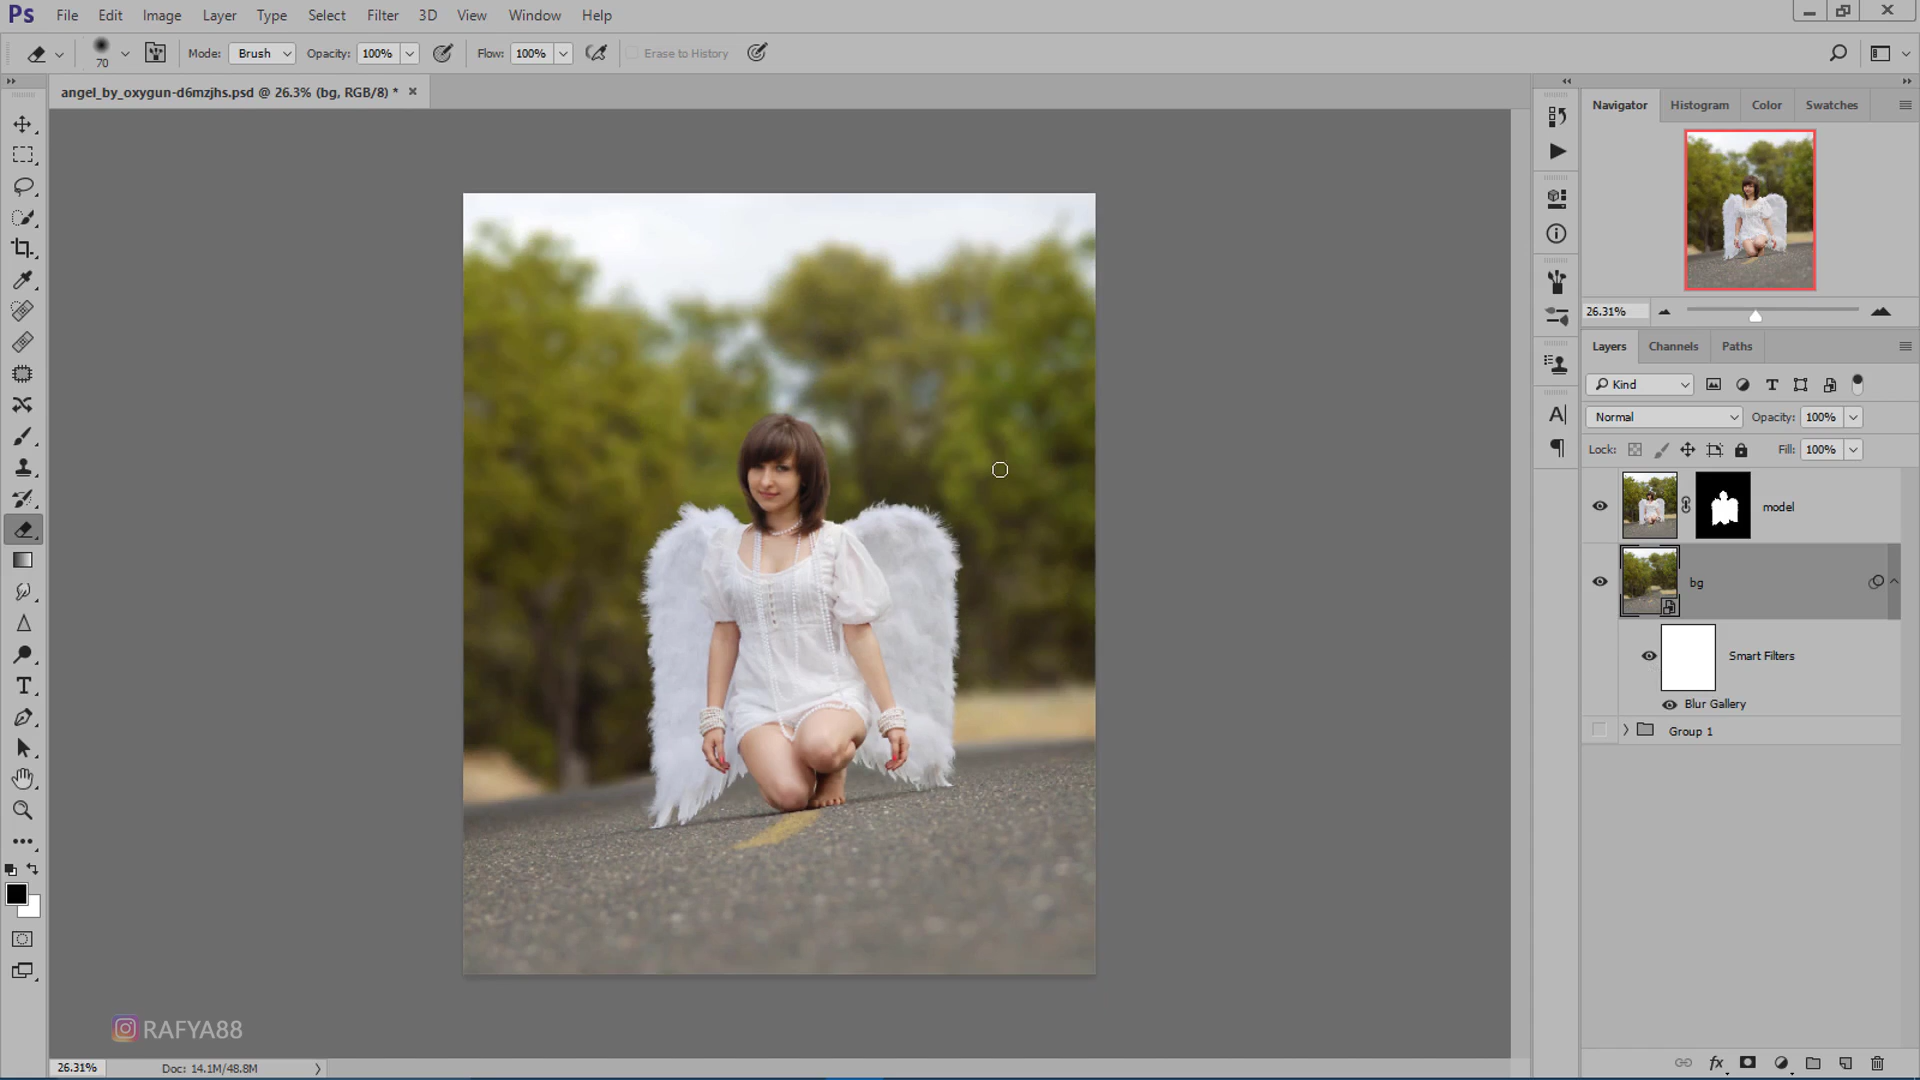 Ps File Edit Image Layer Type Select Filter 3D View Window Help
70 Mode: Brush Opacity: 100% Flow: 100% Erase to History
angel_by_oxygun-d6mzjhs.psd @ 26.3% (bg, RGB/8) *
Navigator Histogram Color Swatches
26.31%
Layers Channels Paths
Kind
Normal Opacity: 100%
Lock: Fill: 100%
model
bg
Smart Filters
Blur Gallery
Group 1
RAFYA88
26.31% Doc: 14.1M/48.8M